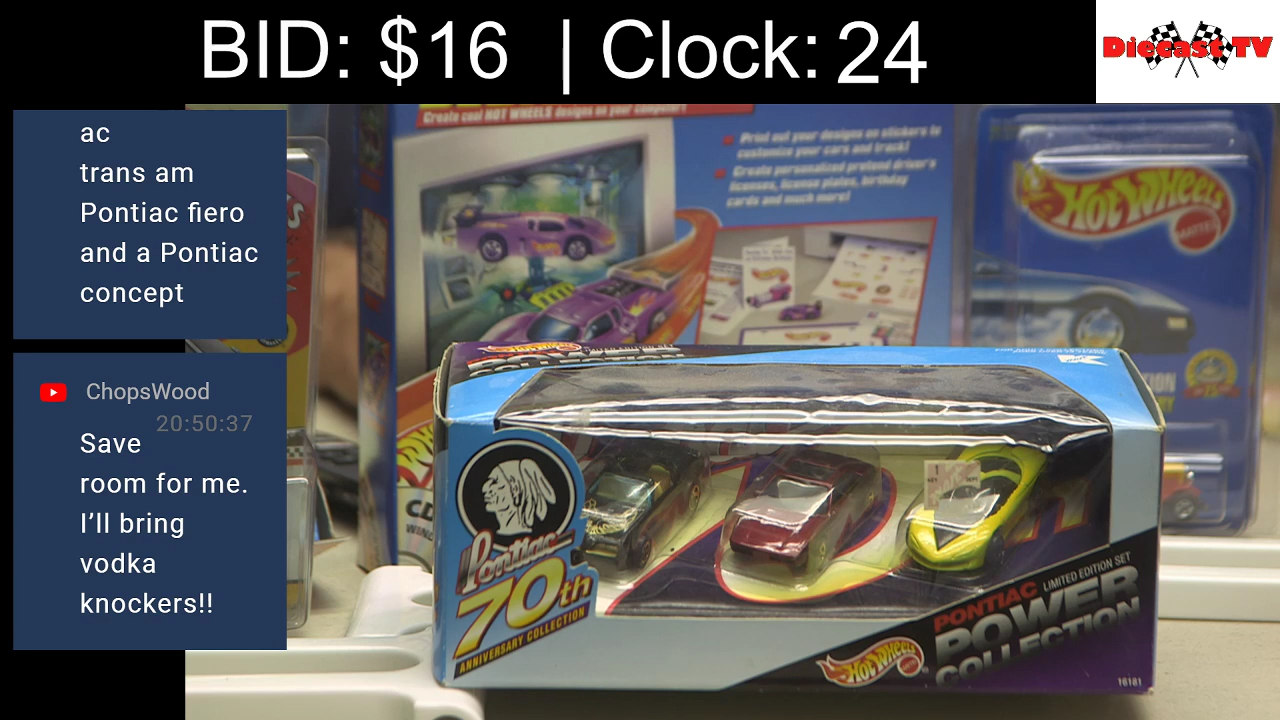 BID: $16 | Clock: 24
Diecast TV
ac
trans am
Pontiac fiero
and a Pontiac
concept
ChopsWood
20:50:37
Save
room for me.
I’ll bring
vodka
knockers!!
Create cool HOT WHEELS designs on your computer!
Print out your designs on stickers to
customize your cars and track!
Create personalized pretend driver's
licenses, license plates, birthday
cards and much more!
HOT WHEELS
MATTEL
Pontiac
70th
ANNIVERSARY COLLECTION
LIMITED EDITION SET
PONTIAC
POWER
COLLECTION
HOT WHEELS
16161